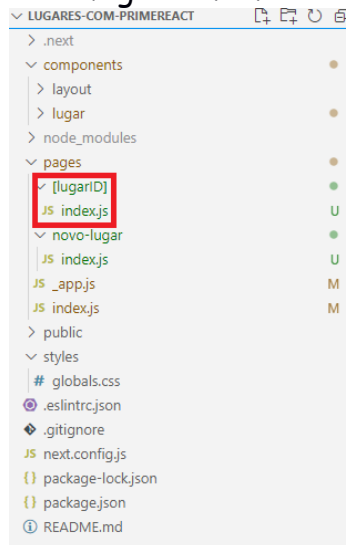 LUGARES-COM-PRIMEREACT
.next
components
layout
lugar
node_modules
pages
[lugarID]
JS index.js U
novo-lugar
JS index.js U
JS _app.js M
JS index.js M
public
styles
# globals.css
.eslintrc.json
.gitignore
JS next.config.js
{} package-lock.json
{} package.json
README.md